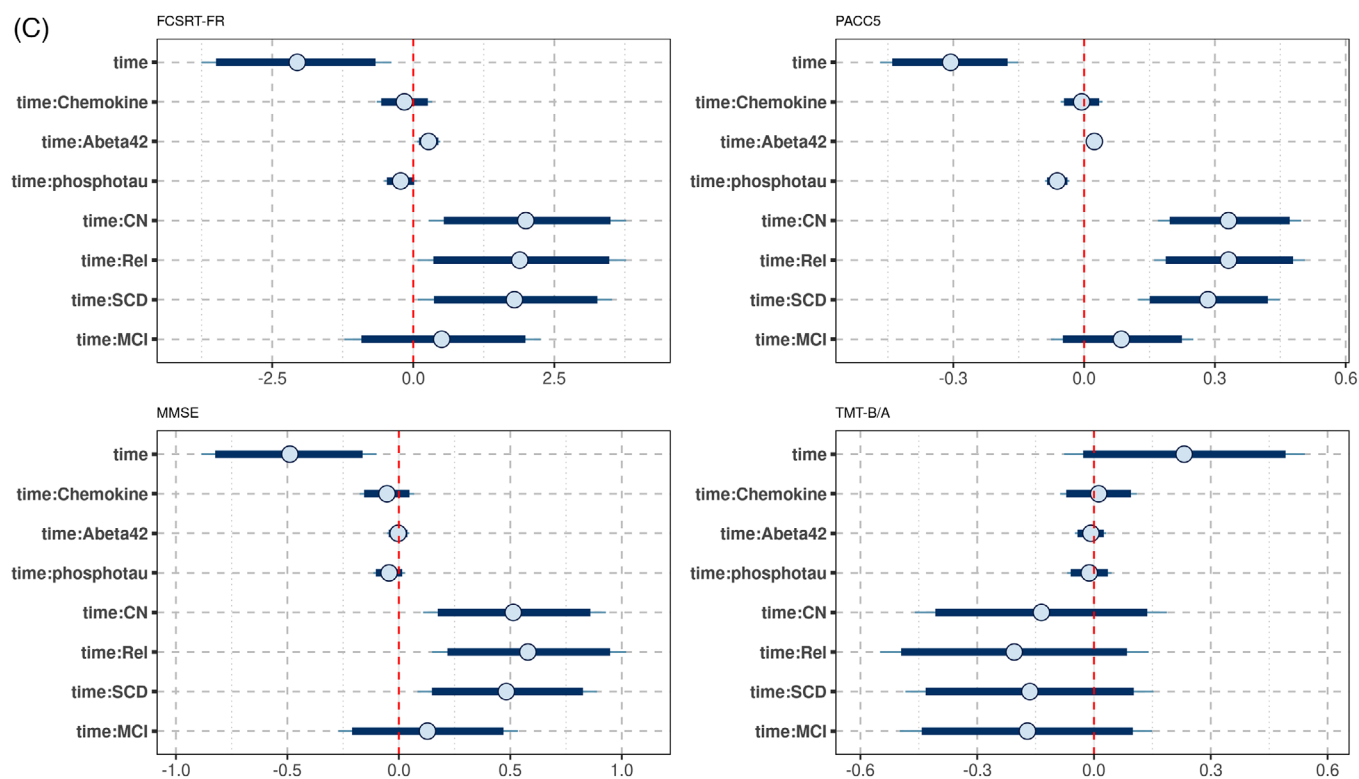 (C)
FCSRT-FR
time
time:Chemokine
time:Abeta42
time:phosphotau
time:CN
time:Rel
time:SCD
time:MCI
-2.5 0.0 2.5
PACC5
time
time:Chemokine
time:Abeta42
time:phosphotau
time:CN
time:Rel
time:SCD
time:MCI
-0.3 0.0 0.3 0.6
MMSE
time
time:Chemokine
time:Abeta42
time:phosphotau
time:CN
time:Rel
time:SCD
time:MCI
-1.0 -0.5 0.0 0.5 1.0
TMT-B/A
time
time:Chemokine
time:Abeta42
time:phosphotau
time:CN
time:Rel
time:SCD
time:MCI
-0.6 -0.3 0.0 0.3 0.6